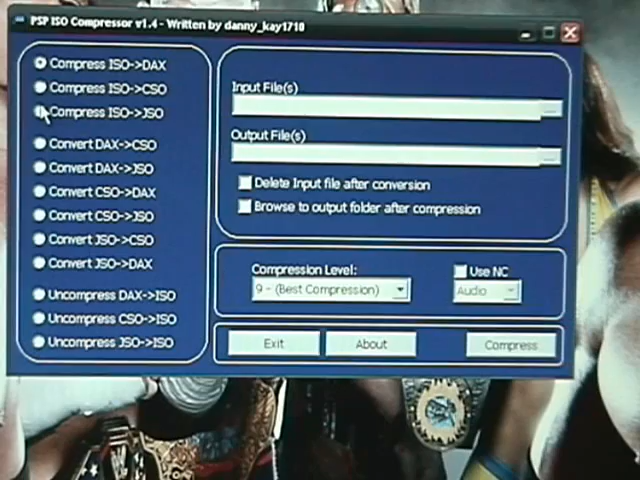 PSP ISO Compressor v1.4 - Written by danny_kay1710
Compress ISO->DAX
Compress ISO->CSO
Compress ISO->JSO
Convert DAX->CSO
Convert DAX->JSO
Convert CSO->DAX
Convert CSO->JSO
Convert JSO->CSO
Convert JSO->DAX
Uncompress DAX->ISO
Uncompress CSO->ISO
Uncompress JSO->ISO
Input File(s)
...
Output File(s)
...
Delete Input file after conversion
Browse to output folder after compression
Compression Level:
9 - (Best Compression)
Use NC
Audio
Exit
About
Compress